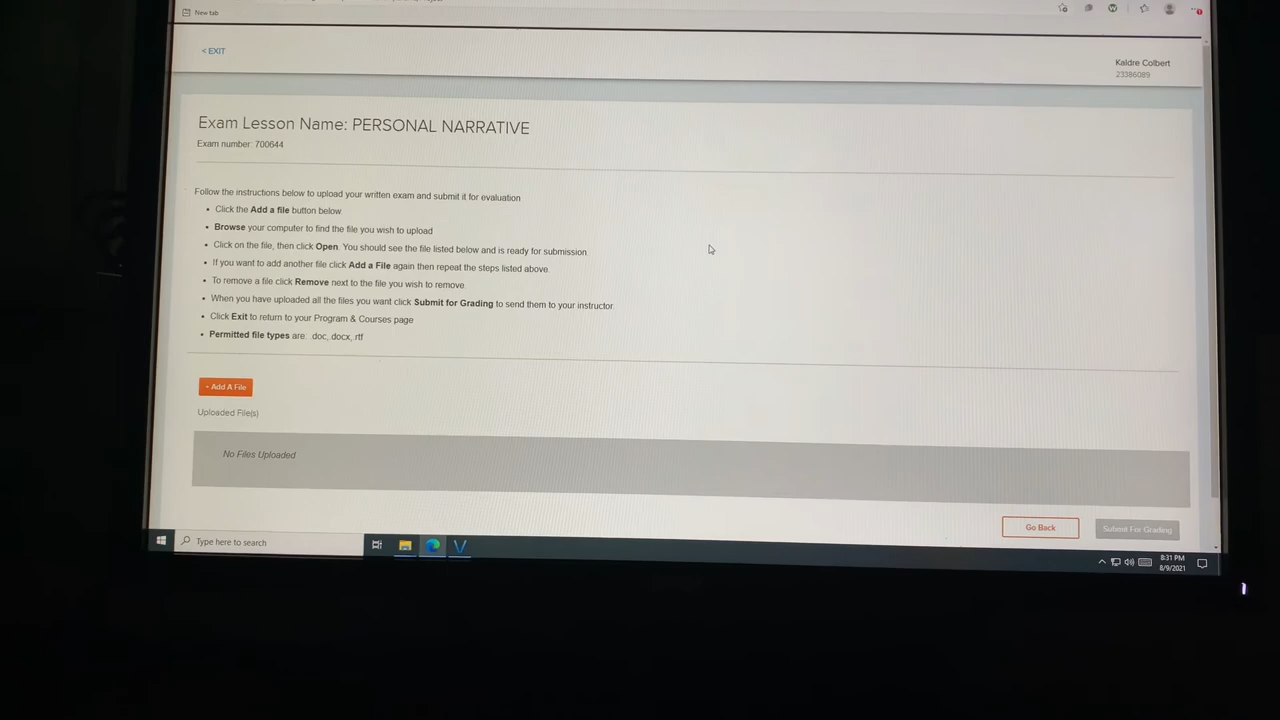 New tab
< EXIT
Kaldre Colbert
23386089
Exam Lesson Name: PERSONAL NARRATIVE
Exam number: 700644
Follow the instructions below to upload your written exam and submit it for evaluation
• Click the Add a file button below.
• Browse your computer to find the file you wish to upload
• Click on the file, then click Open. You should see the file listed below and is ready for submission.
• If you want to add another file click Add a File again then repeat the steps listed above.
• To remove a file click Remove next to the file you wish to remove.
• When you have uploaded all the files you want click Submit for Grading to send them to your instructor.
• Click Exit to return to your Program & Courses page
• Permitted file types are: .doc, docx, rtf
+ Add A File
Uploaded File(s)
No Files Uploaded
Go Back
Submit For Grading
Type here to search
8:31 PM
8/9/2021